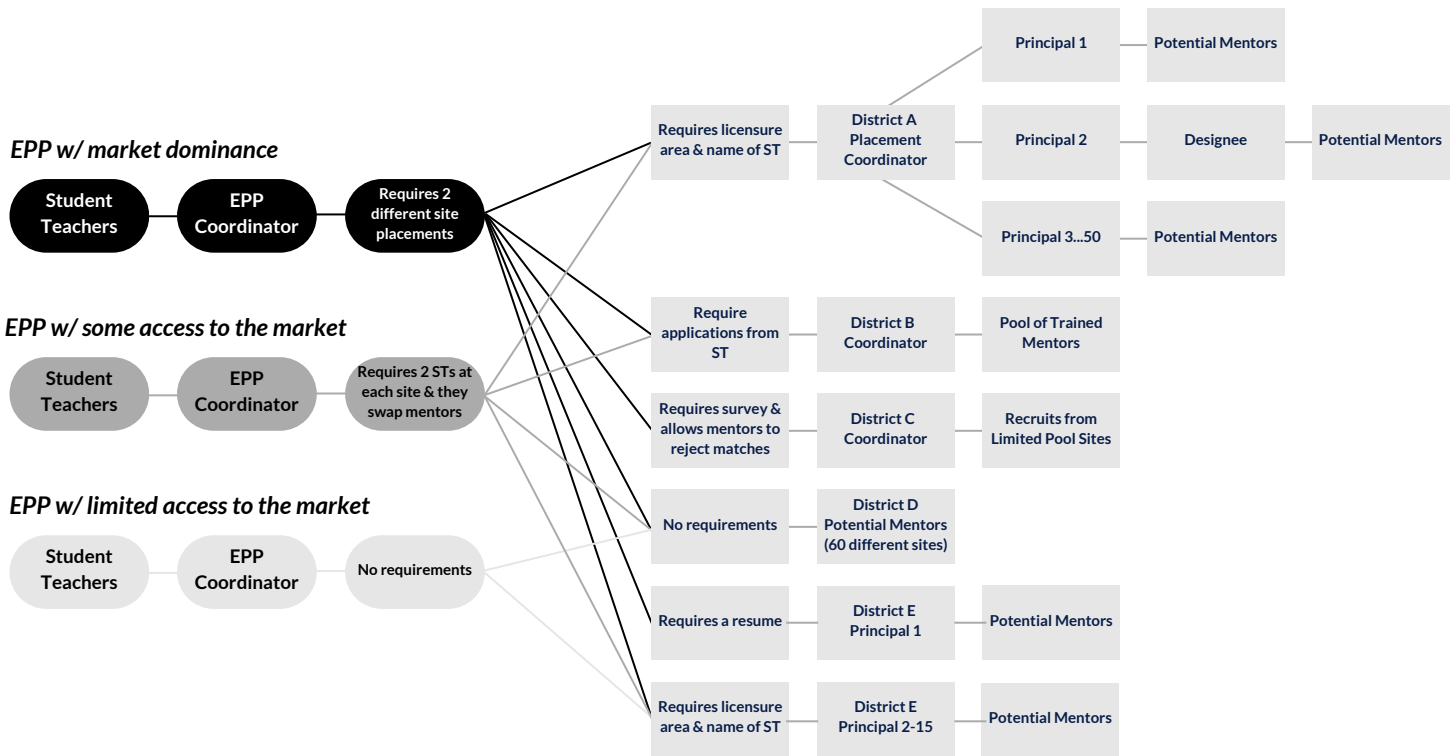 EPP w/ market dominance
Student
Teachers
EPP
Coordinator
Requires 2
different site
placements
EPP w/ some access to the market
Student
Teachers
EPP
Coordinator
Requires 2 STs at
each site & they
swap mentors
EPP w/ limited access to the market
Student
Teachers
EPP
Coordinator
No requirements
Requires licensure
area & name of ST
District A
Placement
Coordinator
Principal 1
Potential Mentors
Principal 2
Designee
Potential Mentors
Principal 3...50
Potential Mentors
Require
applications from
ST
District B
Coordinator
Pool of Trained
Mentors
Requires survey &
allows mentors to
reject matches
District C
Coordinator
Recruits from
Limited Pool Sites
No requirements
District D
Potential Mentors
(60 different sites)
Requires a resume
District E
Principal 1
Potential Mentors
Requires licensure
area & name of ST
District E
Principal 2-15
Potential Mentors